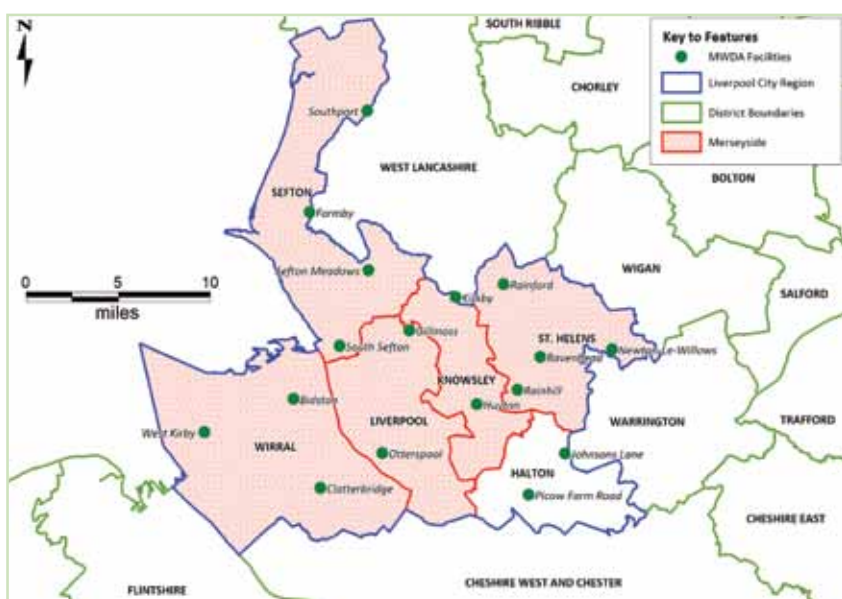 N
SOUTH RIBBLE
CHORLEY
BOLTON
Key to Features
MWDA Facilities
Liverpool City Region
District Boundaries
Merseyside
Southport
WEST LANCASHIRE
SEFTON
Formby
WIGAN
SALFORD
Sefton Meadows
Rainford
Kirkby
0 5 10
miles
Gillmoss
ST. HELENS
South Sefton
Newton-Le-Willows
Ravenhead
KNOWSLEY
Rainhill
Bidston
Huyton
LIVERPOOL
WARRINGTON
TRAFFORD
West Kirby
WIRRAL
Otterspool
Johnsons Lane
HALTON
Clatterbridge
Picow Farm Road
CHESHIRE EAST
FLINTSHIRE
CHESHIRE WEST AND CHESTER